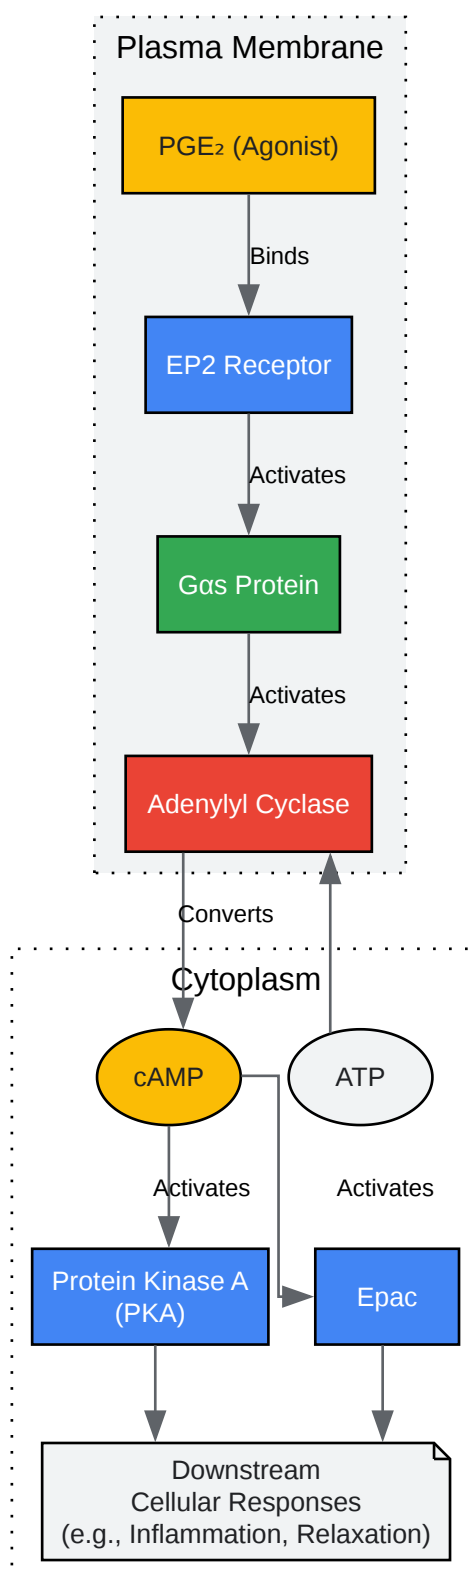 Plasma Membrane
PGE₂ (Agonist)
Binds
EP2 Receptor
Activates
Gαs Protein
Activates
Adenylyl Cyclase
Converts
Cytoplasm
cAMP
ATP
Activates
Activates
Protein Kinase A
(PKA)
Epac
Downstream
Cellular Responses
(e.g., Inflammation, Relaxation)